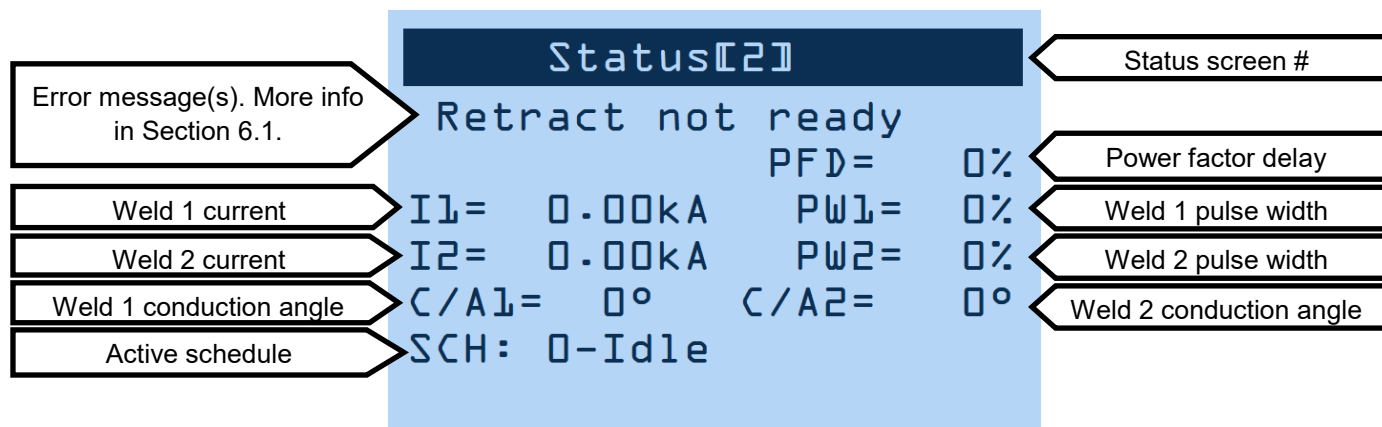 Status[2]
Status screen #
Error message(s). More info
in Section 6.1.
Retract not ready
PFD= 0%
Power factor delay
Weld 1 current
I1= 0.00kA PW1= 0%
Weld 1 pulse width
Weld 2 current
I2= 0.00kA PW2= 0%
Weld 2 pulse width
Weld 1 conduction angle
C/A1= 0° C/A2= 0°
Weld 2 conduction angle
Active schedule
SCH: 0-Idle